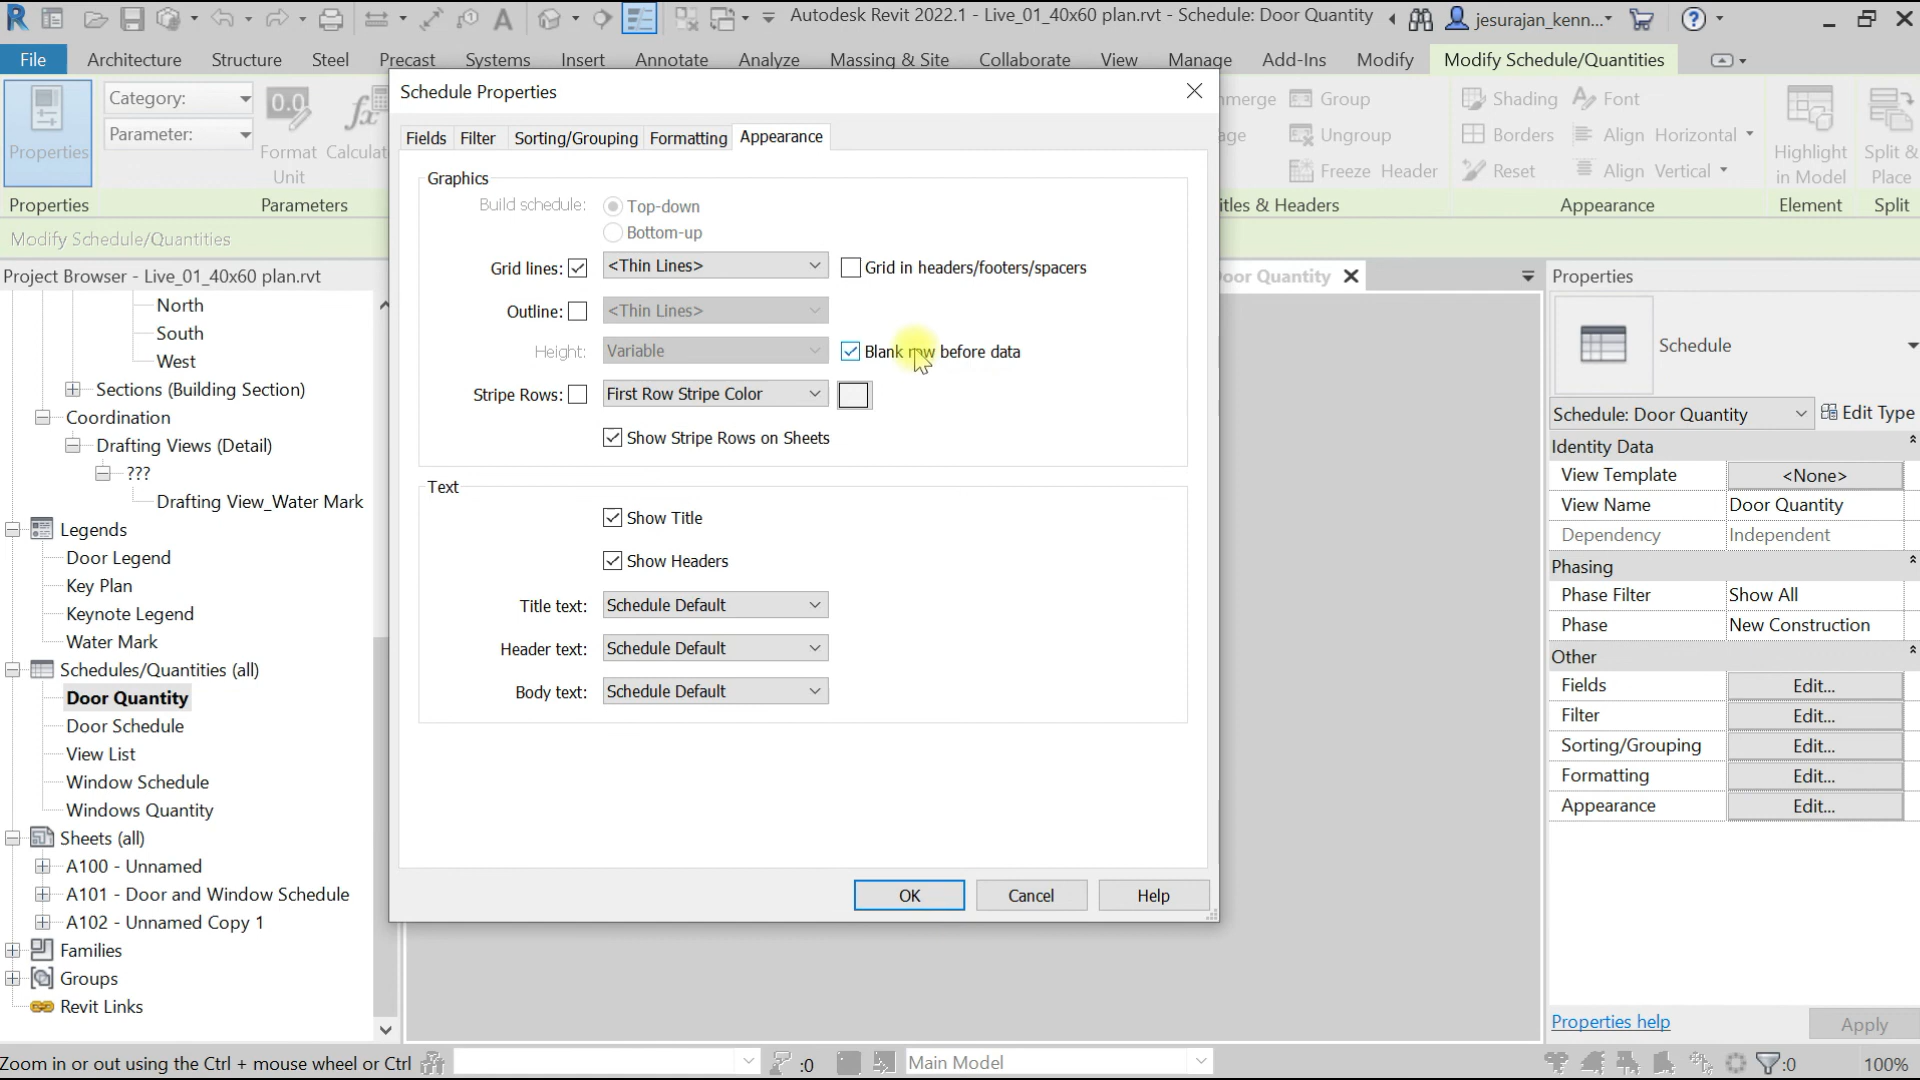 Autodesk Revit 2022.1 - Live_01_40x60 plan.rvt - Schedule: Door Quantity
jesurajan_kenn...
File Architecture Structure Steel Precast Systems Insert Annotate Analyze Massing & Site Collaborate View Manage Add-Ins Modify Modify Schedule/Quantities
Properties
Category:
Parameter:
Format Unit
Calculat
Group
Ungroup
Freeze Header
Shading
Borders
Reset
Font
Align Horizontal
Align Vertical
Highlight in Model
Split & Place
Properties Parameters
Titles & Headers Appearance Element Split
Modify Schedule/Quantities
Project Browser - Live_01_40x60 plan.rvt
North
South
West
Sections (Building Section)
Coordination
Drafting Views (Detail)
???
Drafting View_Water Mark
Legends
Door Legend
Key Plan
Keynote Legend
Water Mark
Schedules/Quantities (all)
Door Quantity
Door Schedule
View List
Window Schedule
Windows Quantity
Sheets (all)
A100 - Unnamed
A101 - Door and Window Schedule
A102 - Unnamed Copy 1
Families
Groups
Revit Links
Schedule Properties
Fields Filter Sorting/Grouping Formatting Appearance
Graphics
Build schedule: Top-down
Bottom-up
Grid lines: <Thin Lines> Grid in headers/footers/spacers
Outline: <Thin Lines>
Height: Variable Blank row before data
Stripe Rows: First Row Stripe Color
Show Stripe Rows on Sheets
Text
Show Title
Show Headers
Title text: Schedule Default
Header text: Schedule Default
Body text: Schedule Default
OK Cancel Help
oor Quantity
Properties
Schedule
Schedule: Door Quantity Edit Type
Identity Data
View Template <None>
View Name Door Quantity
Dependency Independent
Phasing
Phase Filter Show All
Phase New Construction
Other
Fields Edit...
Filter Edit...
Sorting/Grouping Edit...
Formatting Edit...
Appearance Edit...
Properties help Apply
Zoom in or out using the Ctrl + mouse wheel or Ctrl
:0
Main Model
:0
100%